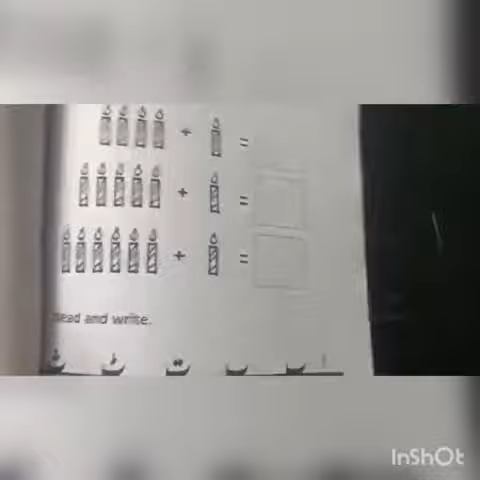 + =
+ =
+ =
Read and write.
InShOt